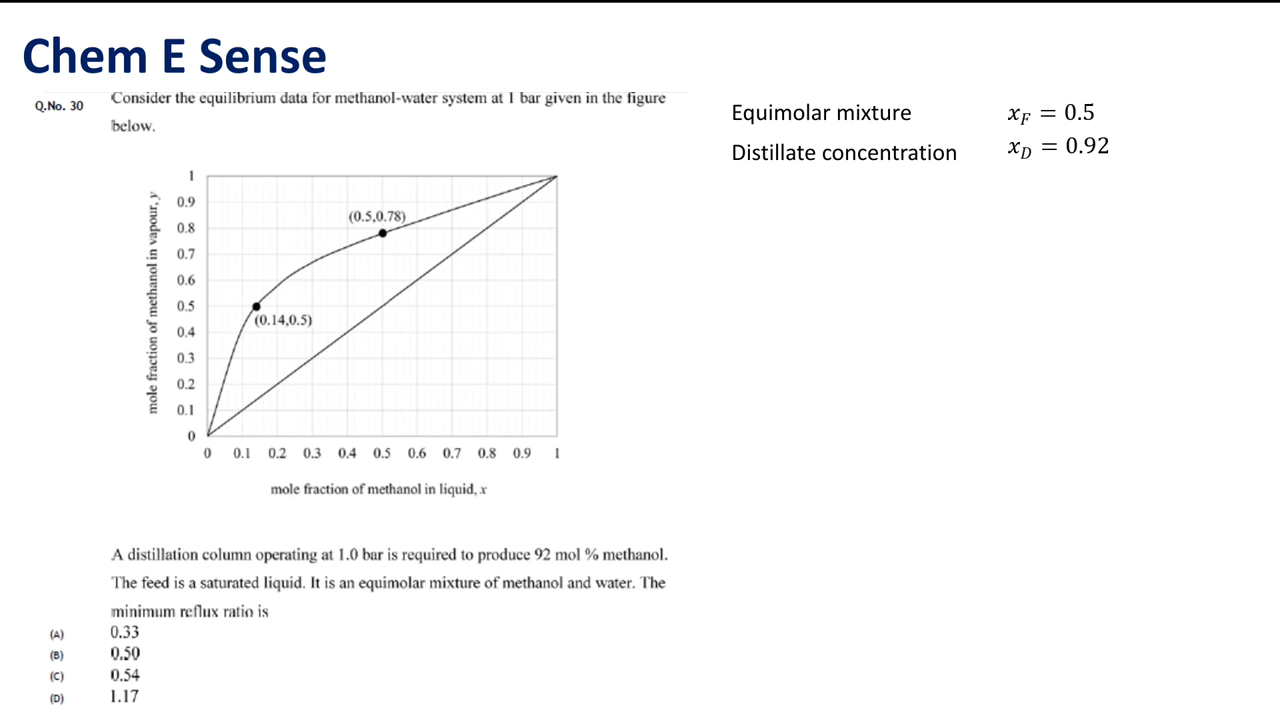 Chem E Sense
Q.No. 30
Consider the equilibrium data for methanol-water system at 1 bar given in the figure
below.
mole fraction of methanol in vapour, y
1
0.9
0.8
0.7
0.6
0.5
0.4
0.3
0.2
0.1
0
(0.5,0.78)
(0.14,0.5)
0 0.1 0.2 0.3 0.4 0.5 0.6 0.7 0.8 0.9 1
mole fraction of methanol in liquid, x
A distillation column operating at 1.0 bar is required to produce 92 mol % methanol.
The feed is a saturated liquid. It is an equimolar mixture of methanol and water. The
minimum reflux ratio is
(A) 0.33
(B) 0.50
(C) 0.54
(D) 1.17
Equimolar mixture x_F = 0.5
Distillate concentration x_D = 0.92